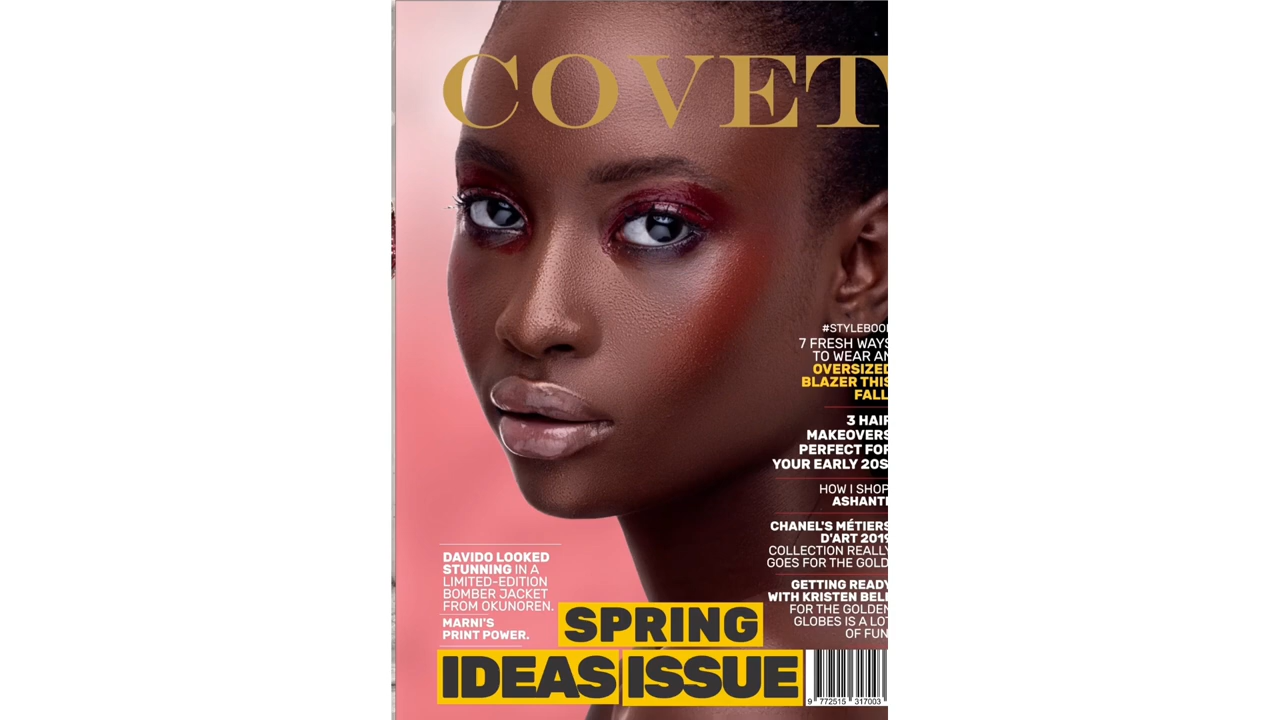 COVET
#STYLEBOOK
7 FRESH WAYS
TO WEAR AN
OVERSIZED
BLAZER THIS
FALL
3 HAIR
MAKEOVERS
PERFECT FOR
YOUR EARLY 20S
HOW I SHOP
ASHANTI
CHANEL'S MÉTIERS
D'ART 2019
COLLECTION REALLY
GOES FOR THE GOLD
GETTING READY
WITH KRISTEN BELL
FOR THE GOLDEN
GLOBES IS A LOT
OF FUN
DAVIDO LOOKED
STUNNING IN A
LIMITED-EDITION
BOMBER JACKET
FROM OKUNOREN.
MARNI'S
PRINT POWER.
SPRING
IDEAS ISSUE
9 772515 317003